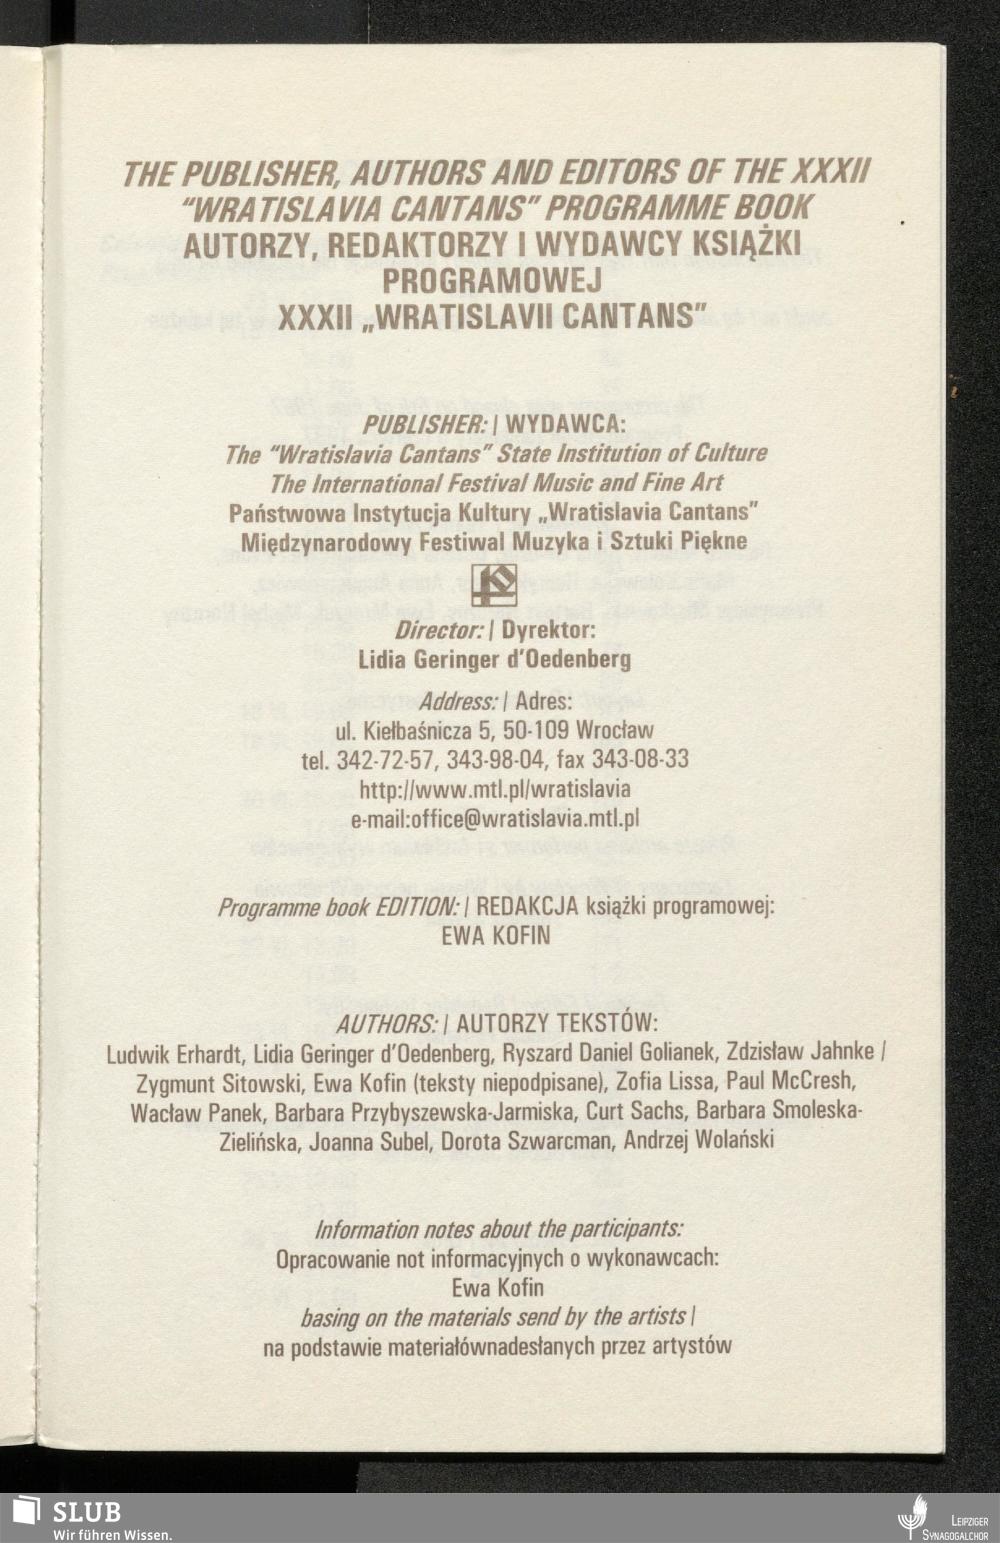 THE PUBLISHER, AUTHORS AND EDITORS OF THE XXXII
"WRATISLAVIA CANTANS" PROGRAMME BOOK
AUTORZY, REDAKTORZY I WYDAWCY KSIĄŻKI
PROGRAMOWEJ
XXXII „WRATISLAVII CANTANS”
PUBLISHER: | WYDAWCA:
The "Wratislavia Cantans" State Institution of Culture
The International Festival Music and Fine Art
Państwowa Instytucja Kultury „Wratislavia Cantans”
Międzynarodowy Festiwal Muzyka i Sztuki Piękne
Director: | Dyrektor:
Lidia Geringer d'Oedenberg
Address: | Adres:
ul. Kiełbaśnicza 5, 50-109 Wrocław
tel. 342-72-57, 343-98-04, fax 343-08-33
http://www.mtl.pl/wratislavia
e-mail:office@wratislavia.mtl.pl
Programme book EDITION: | REDAKCJA książki programowej:
EWA KOFIN
AUTHORS: | AUTORZY TEKSTÓW:
Ludwik Erhardt, Lidia Geringer d'Oedenberg, Ryszard Daniel Golianek, Zdzisław Jahnke /
Zygmunt Sitowski, Ewa Kofin (teksty niepodpisane), Zofia Lissa, Paul McCresh,
Wacław Panek, Barbara Przybyszewska-Jarmiska, Curt Sachs, Barbara Smoleska-
Zielińska, Joanna Subel, Dorota Szwarcman, Andrzej Wolański
Information notes about the participants:
Opracowanie not informacyjnych o wykonawcach:
Ewa Kofin
basing on the materials send by the artists |
na podstawie materiałównadesłanych przez artystów
SLUB
Wir führen Wissen.
LEIPZIGER
SYNAGOGALCHOR